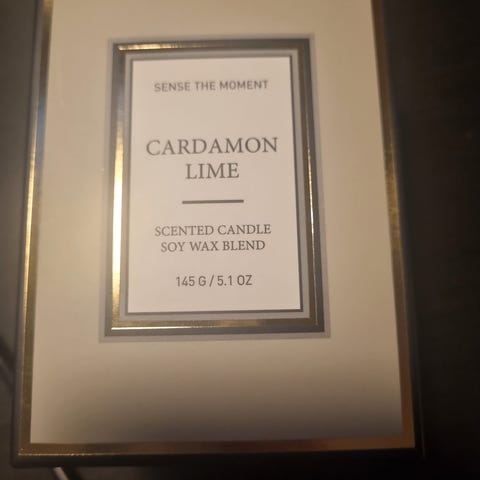 SENSE THE MOMENT
CARDAMON
LIME
SCENTED CANDLE
SOY WAX BLEND
145 G / 5.1 OZ